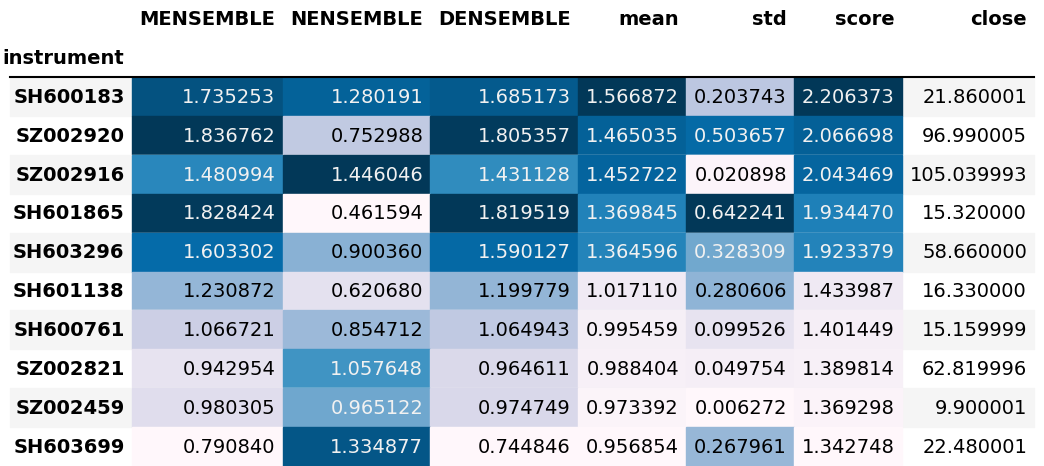 MENSEMBLE NENSEMBLE DENSEMBLE mean std score close
instrument
SH600183 1.735253 1.280191 1.685173 1.566872 0.203743 2.206373 21.860001
SZ002920 1.836762 0.752988 1.805357 1.465035 0.503657 2.066698 96.990005
SZ002916 1.480994 1.446046 1.431128 1.452722 0.020898 2.043469 105.039993
SH601865 1.828424 0.461594 1.819519 1.369845 0.642241 1.934470 15.320000
SH603296 1.603302 0.900360 1.590127 1.364596 0.328309 1.923379 58.660000
SH601138 1.230872 0.620680 1.199779 1.017110 0.280606 1.433987 16.330000
SH600761 1.066721 0.854712 1.064943 0.995459 0.099526 1.401449 15.159999
SZ002821 0.942954 1.057648 0.964611 0.988404 0.049754 1.389814 62.819996
SZ002459 0.980305 0.965122 0.974749 0.973392 0.006272 1.369298 9.900001
SH603699 0.790840 1.334877 0.744846 0.956854 0.267961 1.342748 22.480001